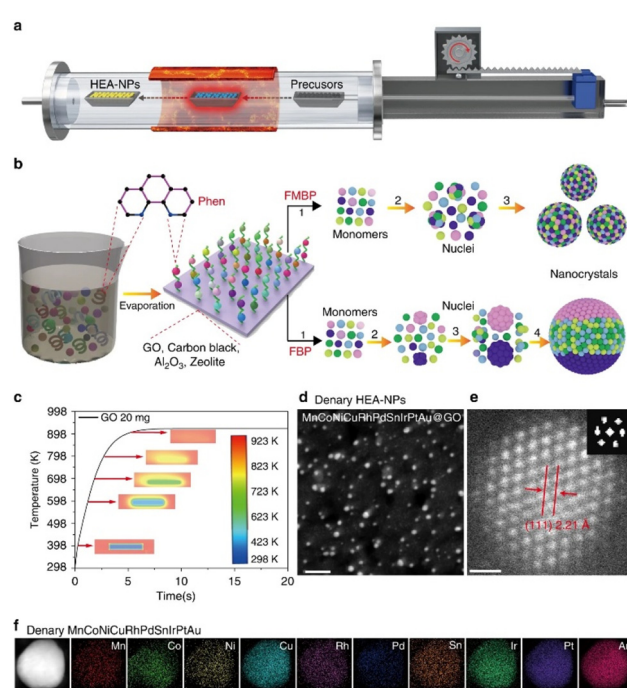 a
HEA-NPs
Precusors
b
Phen
FMBP
1
2
3
Monomers
Nuclei
Nanocrystals
Evaporation
GO, Carbon black,
Al2O3, Zeolite
1
FBP
Monomers
2
Nuclei
3
4
c
998
898
798
698
598
498
398
298
Temperature (K)
GO 20 mg
923 K
823 K
723 K
623 K
423 K
298 K
0
5
10
15
20
Time(s)
d Denary HEA-NPs
MnCoNiCuRhPdSnIrPtAu@GO
e
(111) 2.21 Å
f Denary MnCoNiCuRhPdSnIrPtAu
Mn
Co
Ni
Cu
Rh
Pd
Sn
Ir
Pt